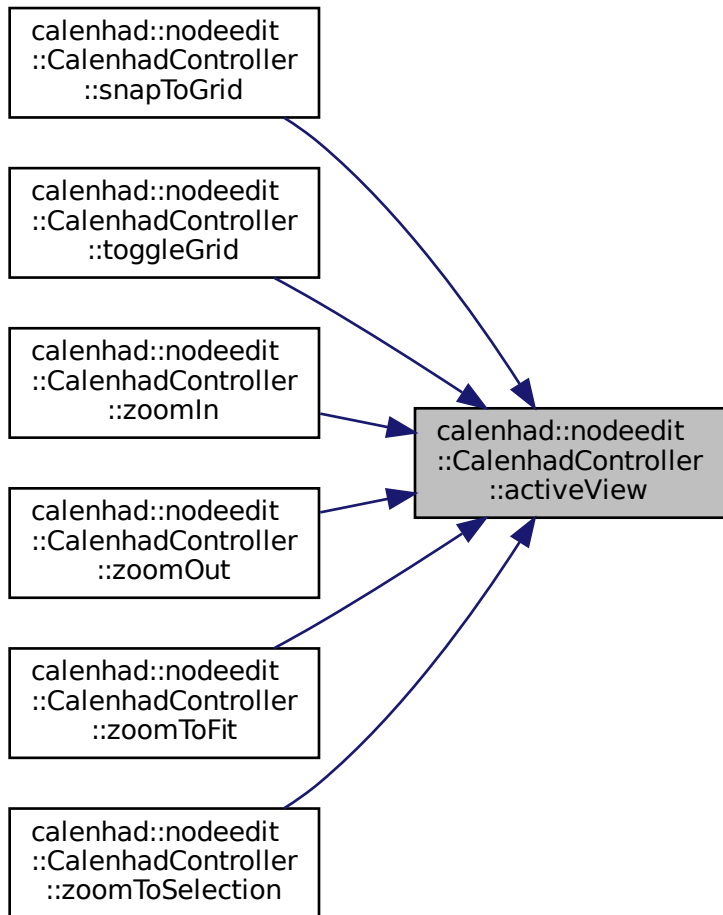 calenhad::nodeedit
::CalenhadController
::snapToGrid
calenhad::nodeedit
::CalenhadController
::toggleGrid
calenhad::nodeedit
::CalenhadController
::zoomIn
calenhad::nodeedit
::CalenhadController
::activeView
calenhad::nodeedit
::CalenhadController
::zoomOut
calenhad::nodeedit
::CalenhadController
::zoomToFit
calenhad::nodeedit
::CalenhadController
::zoomToSelection